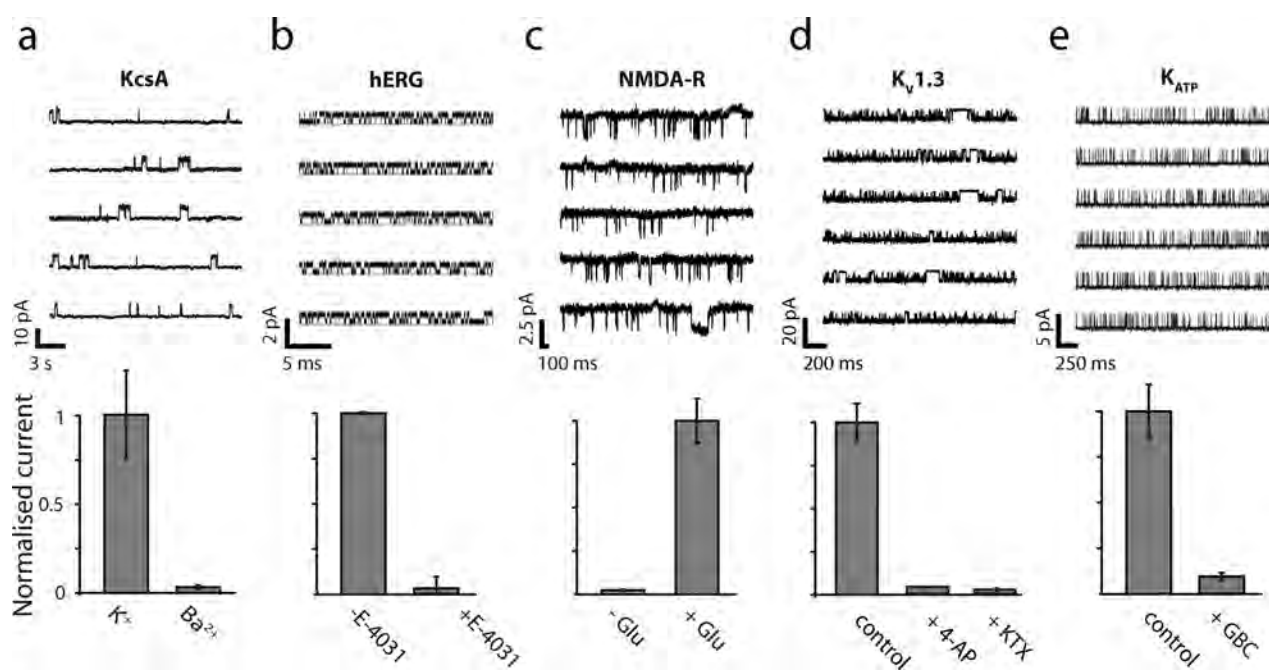 a b c d e
KcsA hERG NMDA-R Kv1.3 KATP
10 pA 2 pA 2.5 pA 20 pA 5 pA
3 s 5 ms 100 ms 200 ms 250 ms
Normalised current
1
0.5
0
K+ Ba2+ -E-4031 +E-4031 - Glu + Glu control + 4-AP + KTX control + GBC